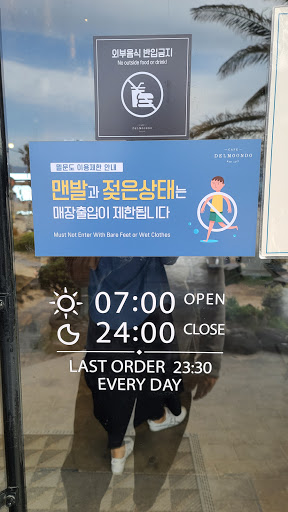 외부음식 반입금지
No outside food or drink!
CAFE
DELMOONDO
델문도 이용제한 안내
맨발과 젖은상태는
매장출입이 제한됩니다
Must Not Enter With Bare Feet or Wet Clothes
07:00 OPEN
24:00 CLOSE
LAST ORDER 23:30
EVERY DAY